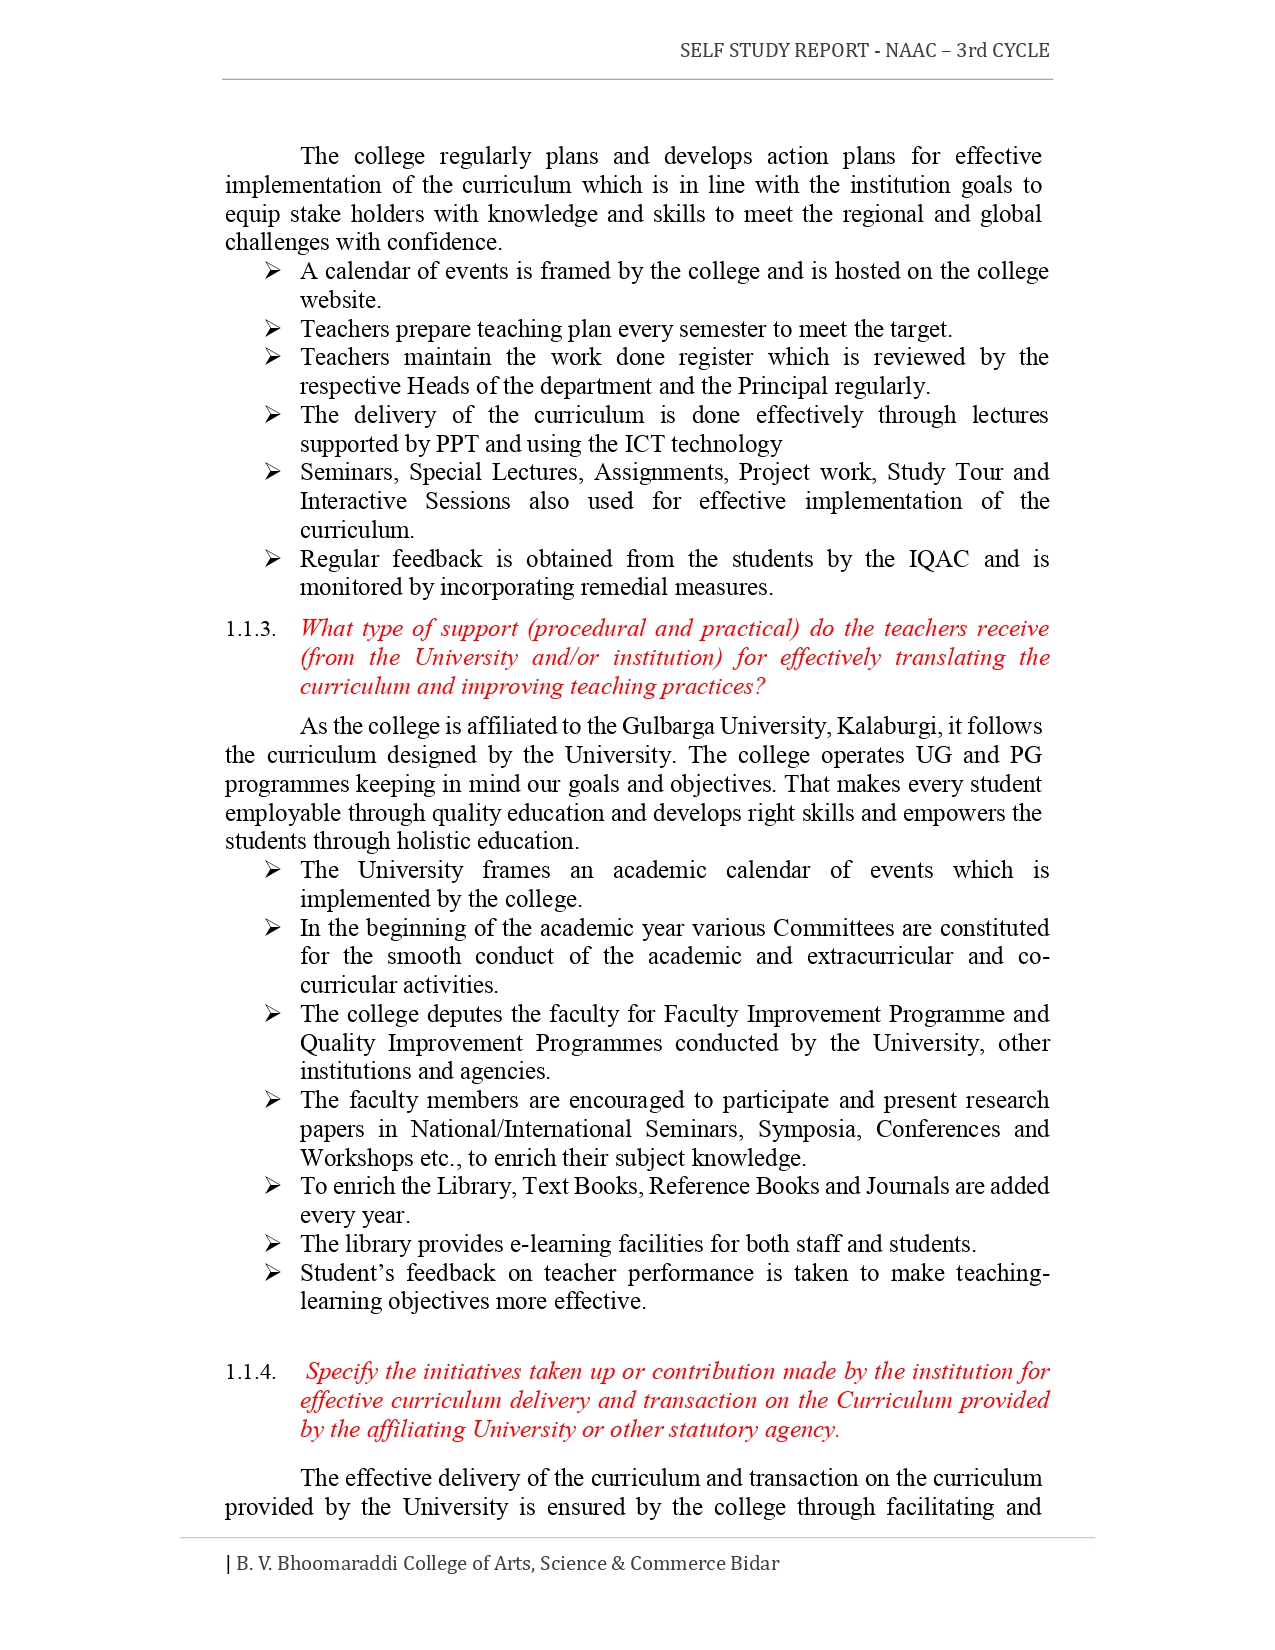 SELF STUDY REPORT - NAAC – 3rd CYCLE
The college regularly plans and develops action plans for effective
implementation of the curriculum which is in line with the institution goals to
equip stake holders with knowledge and skills to meet the regional and global
challenges with confidence.
➢ A calendar of events is framed by the college and is hosted on the college
website.
➢ Teachers prepare teaching plan every semester to meet the target.
➢ Teachers maintain the work done register which is reviewed by the
respective Heads of the department and the Principal regularly.
➢ The delivery of the curriculum is done effectively through lectures
supported by PPT and using the ICT technology
➢ Seminars, Special Lectures, Assignments, Project work, Study Tour and
Interactive Sessions also used for effective implementation of the
curriculum.
➢ Regular feedback is obtained from the students by the IQAC and is
monitored by incorporating remedial measures.
1.1.3. What type of support (procedural and practical) do the teachers receive
(from the University and/or institution) for effectively translating the
curriculum and improving teaching practices?
As the college is affiliated to the Gulbarga University, Kalaburgi, it follows
the curriculum designed by the University. The college operates UG and PG
programmes keeping in mind our goals and objectives. That makes every student
employable through quality education and develops right skills and empowers the
students through holistic education.
➢ The University frames an academic calendar of events which is
implemented by the college.
➢ In the beginning of the academic year various Committees are constituted
for the smooth conduct of the academic and extracurricular and co-
curricular activities.
➢ The college deputes the faculty for Faculty Improvement Programme and
Quality Improvement Programmes conducted by the University, other
institutions and agencies.
➢ The faculty members are encouraged to participate and present research
papers in National/International Seminars, Symposia, Conferences and
Workshops etc., to enrich their subject knowledge.
➢ To enrich the Library, Text Books, Reference Books and Journals are added
every year.
➢ The library provides e-learning facilities for both staff and students.
➢ Student’s feedback on teacher performance is taken to make teaching-
learning objectives more effective.
1.1.4. Specify the initiatives taken up or contribution made by the institution for
effective curriculum delivery and transaction on the Curriculum provided
by the affiliating University or other statutory agency.
The effective delivery of the curriculum and transaction on the curriculum
provided by the University is ensured by the college through facilitating and
| B. V. Bhoomaraddi College of Arts, Science & Commerce Bidar